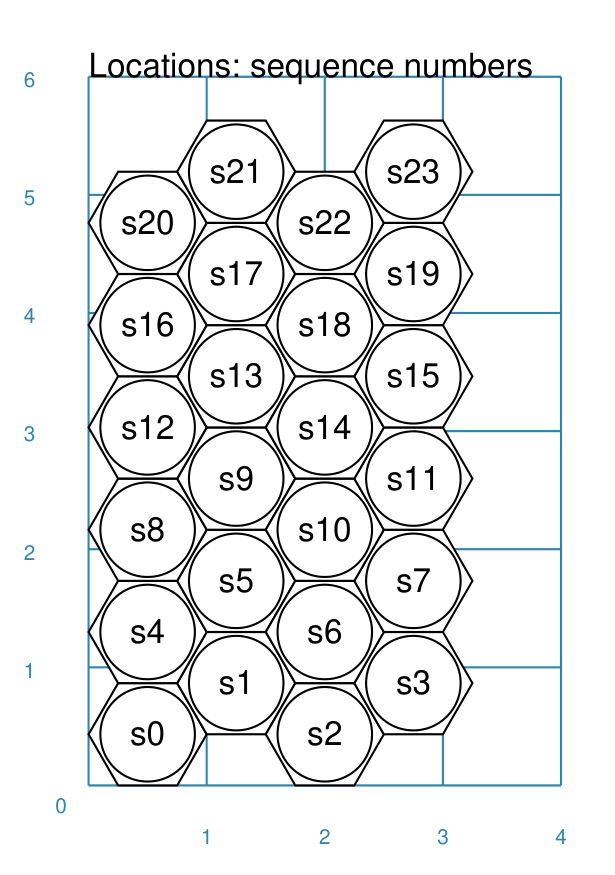 Locations: sequence numbers
6
s21 s23
5
s20 s22
s17 s19
4
s16 s18
s13 s15
3
s12 s14
s9 s11
2
s8 s10
s5 s7
s4 s6
1
s1 s3
s0 s2
0
1 2 3 4